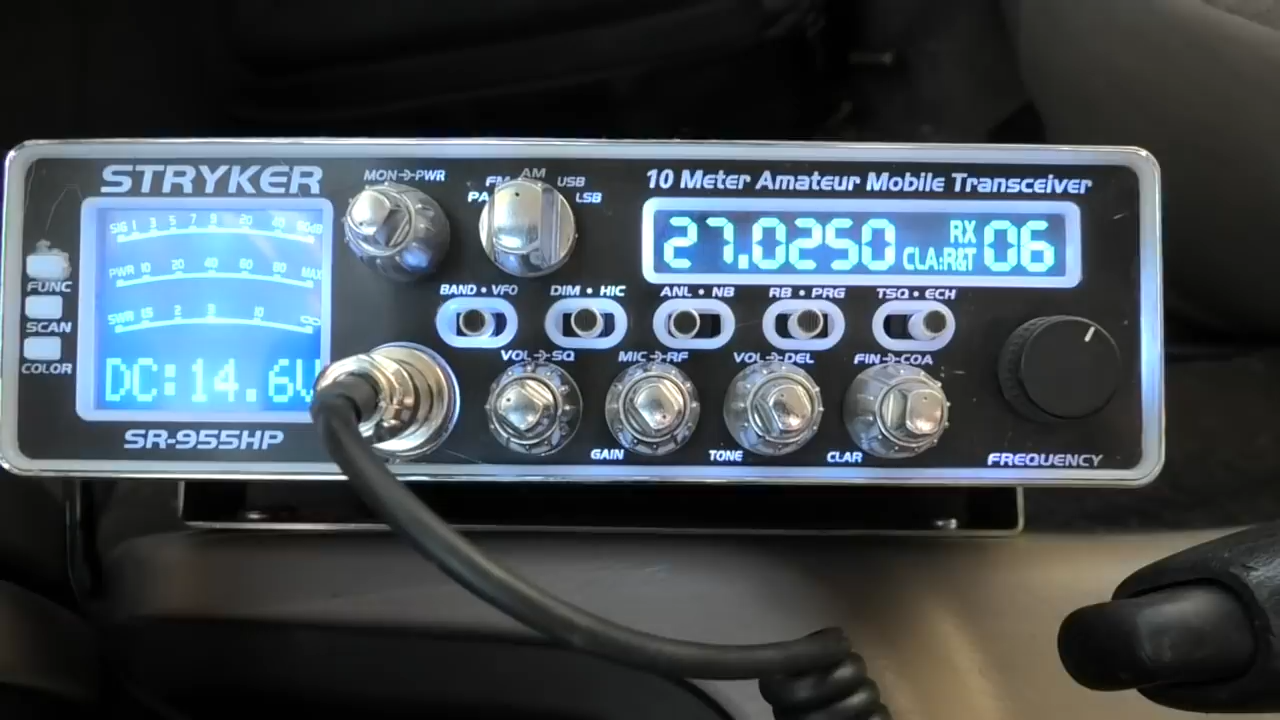 STRYKER
SIG 1 3 5 7 9 20 40 60dB
PWR 10 20 40 60 80 MAX
SWR 1.5 2 3 10 ∞
DC:14.6V
SR-955HP
FUNC
SCAN
COLOR
MON→PWR
PA FM AM USB LSB
10 Meter Amateur Mobile Transceiver
27.0250 RX CLA:R&T 06
BAND • VFO
DIM • HIC
ANL • NB
RB • PRG
TSQ • ECH
VOL→SQ
MIC→RF
VOL→DEL
FIN→COA
GAIN
TONE
CLAR
FREQUENCY